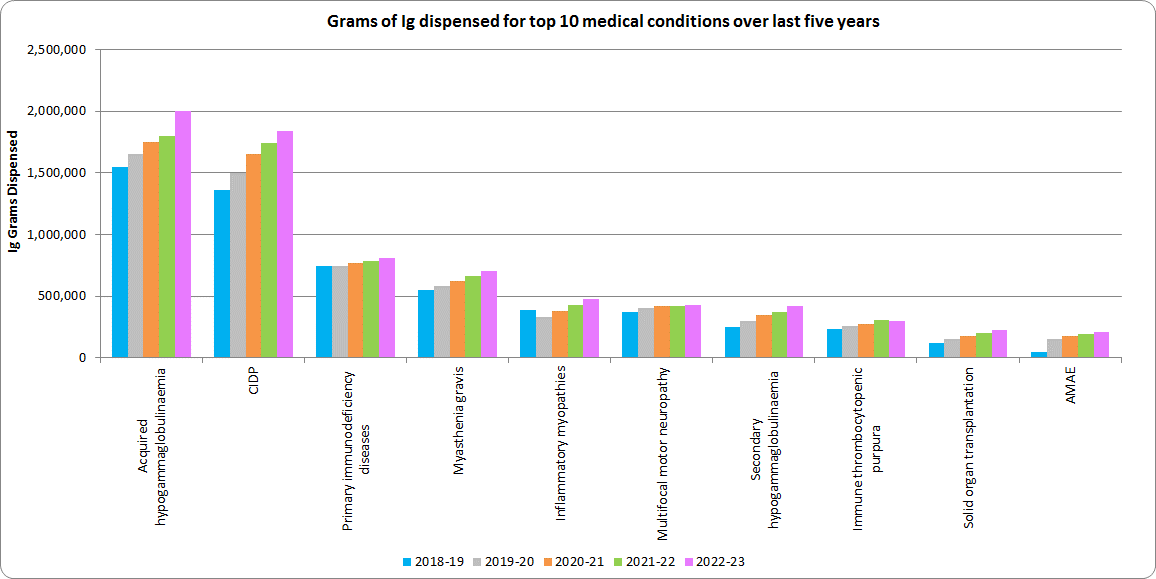 Grams of Ig dispensed for top 10 medical conditions over last five years
Ig Grams Dispensed
2,500,000
2,000,000
1,500,000
1,000,000
500,000
0
Acquired
hypogammaglobulinaemia
CIDP
Primary immunodeficiency
diseases
Myasthenia gravis
Inflammatory myopathies
Multifocal motor neuropathy
Secondary
hypogammaglobulinaemia
Immune thrombocytopenic
purpura
Solid organ transplantation
AMAE
2018-19 2019-20 2020-21 2021-22 2022-23